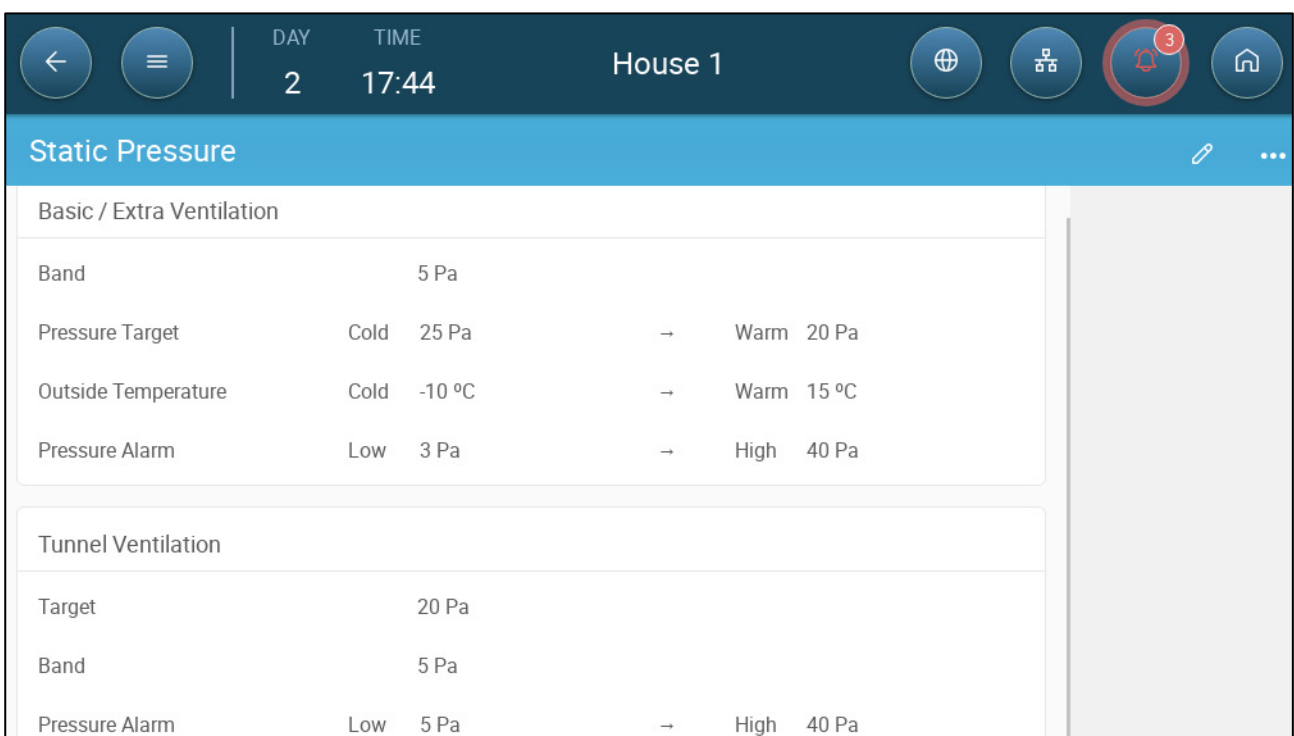 DAY TIME
2 17:44 House 1 3
Static Pressure
Basic / Extra Ventilation
Band 5 Pa
Pressure Target Cold 25 Pa → Warm 20 Pa
Outside Temperature Cold -10 ºC → Warm 15 ºC
Pressure Alarm Low 3 Pa → High 40 Pa
Tunnel Ventilation
Target 20 Pa
Band 5 Pa
Pressure Alarm Low 5 Pa → High 40 Pa